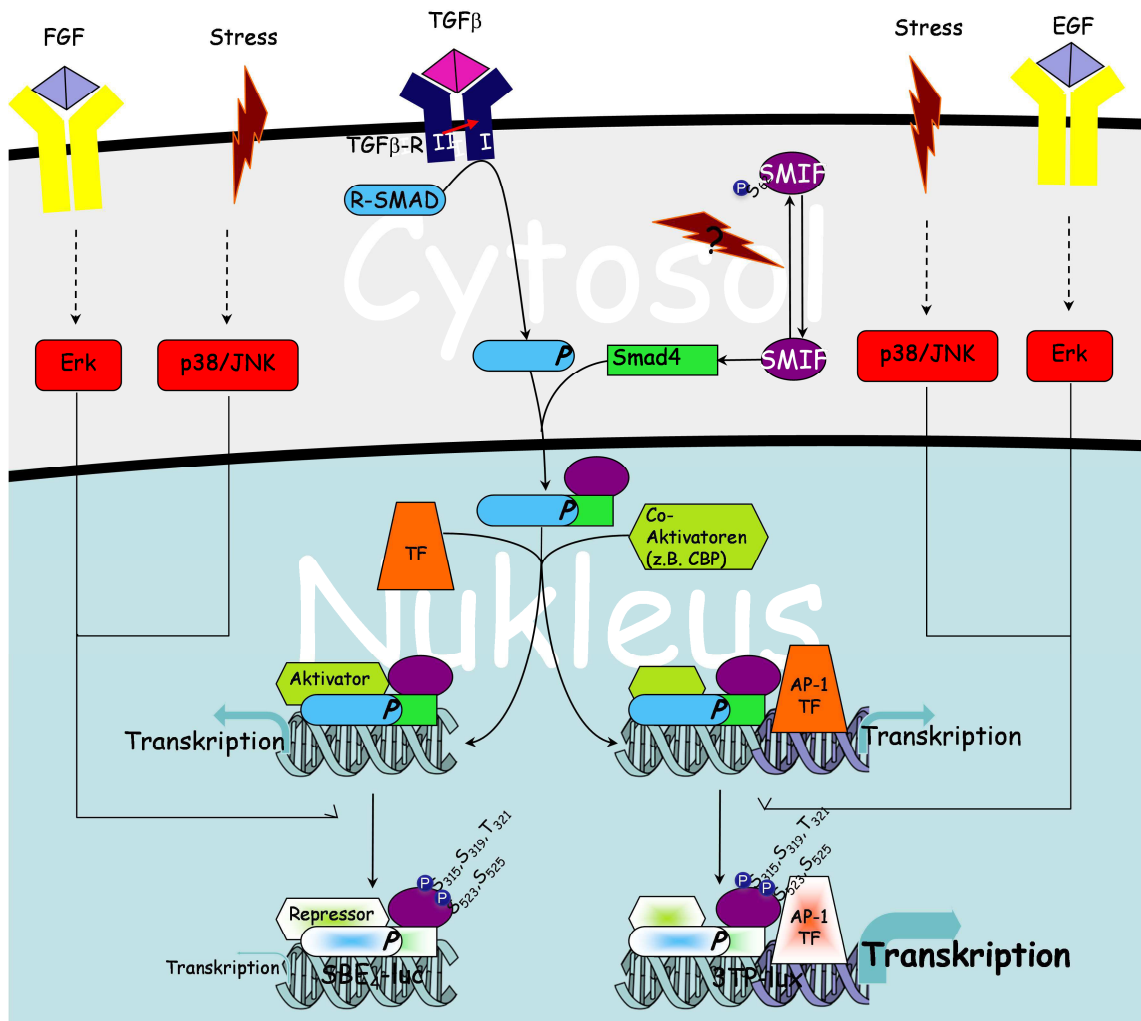 FGF
Stress
TGFβ
Stress
EGF
TGFβ-R
II
I
R-SMAD
P
SMIF
Cytosol
?
Erk
p38/JNK
P
Smad4
SMIF
p38/JNK
Erk
P
TF
Co-
Aktivatoren
(z.B. CBP)
Nukleus
Aktivator
P
Transkription
P
AP-1
TF
Transkription
P
P
S315,S319,T321
S523,S525
Repressor
P
Transkription
SBE4-luc
P
P
S315,S319,T321
S523,S525
P
AP-1
TF
3TP-lux
Transkription